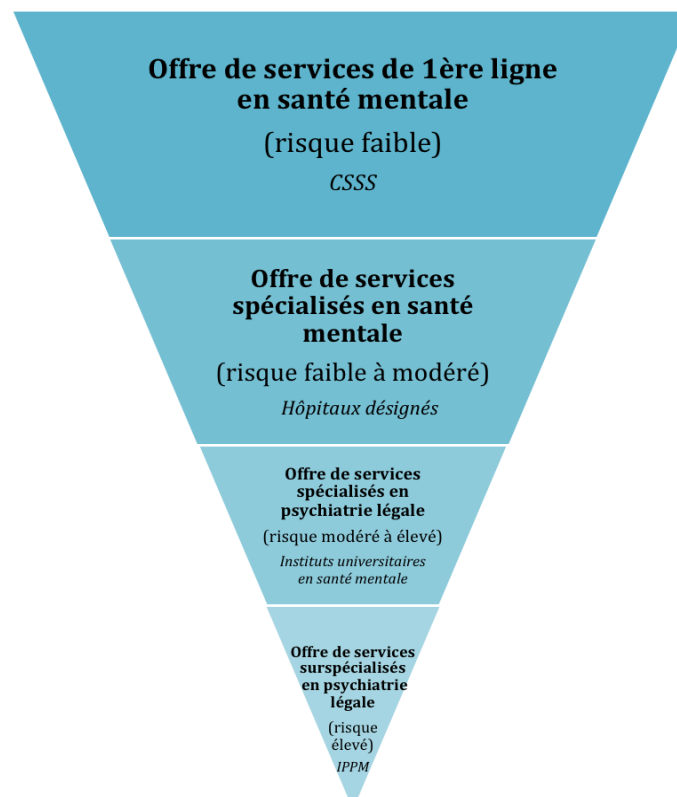 Offre de services de 1ère ligne
en santé mentale
(risque faible)
CSSS
Offre de services
spécialisés en santé
mentale
(risque faible à modéré)
Hôpitaux désignés
Offre de services
spécialisés en
psychiatrie légale
(risque modéré à élevé)
Instituts universitaires
en santé mentale
Offre de services
surspécialisés
en psychiatrie
légale
(risque
élevé)
IPPM